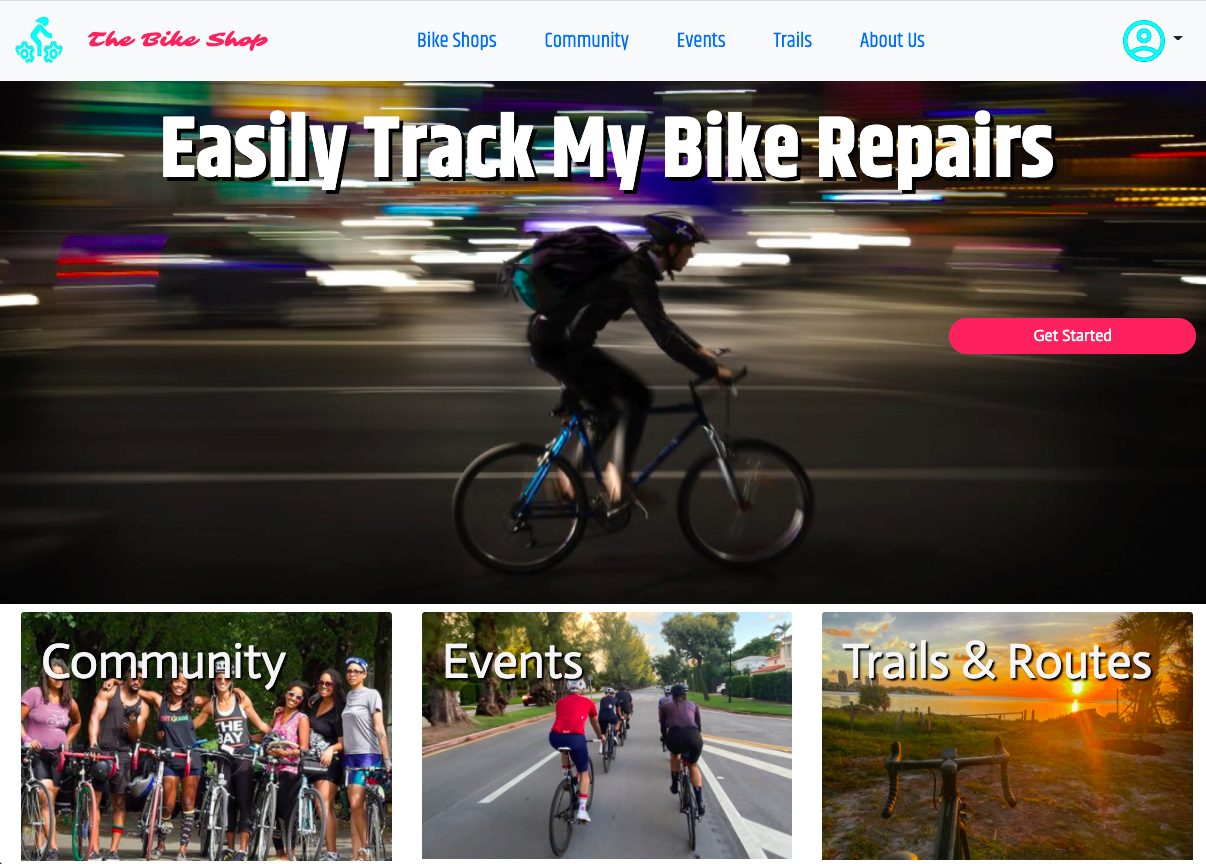 The Bike Shop
Bike Shops
Community
Events
Trails
About Us
Easily Track My Bike Repairs
Get Started
Community
Events
Trails & Routes
THE
BAY